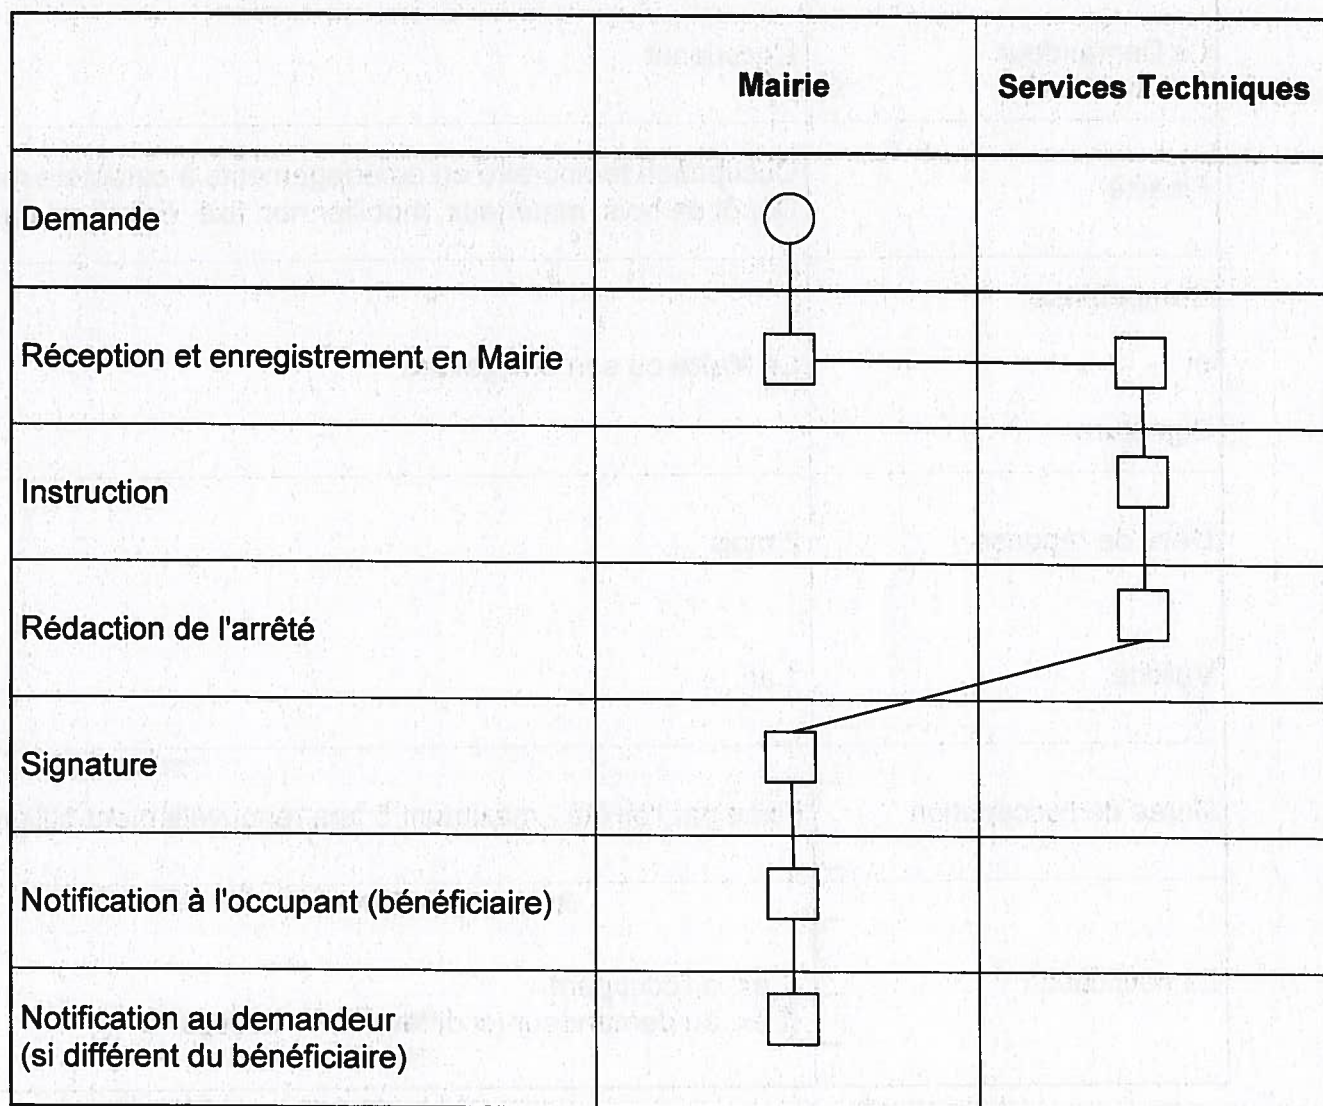 Mairie
Services Techniques
Demande
Réception et enregistrement en Mairie
Instruction
Rédaction de l'arrêté
Signature
Notification à l'occupant (bénéficiaire)
Notification au demandeur
(si différent du bénéficiaire)